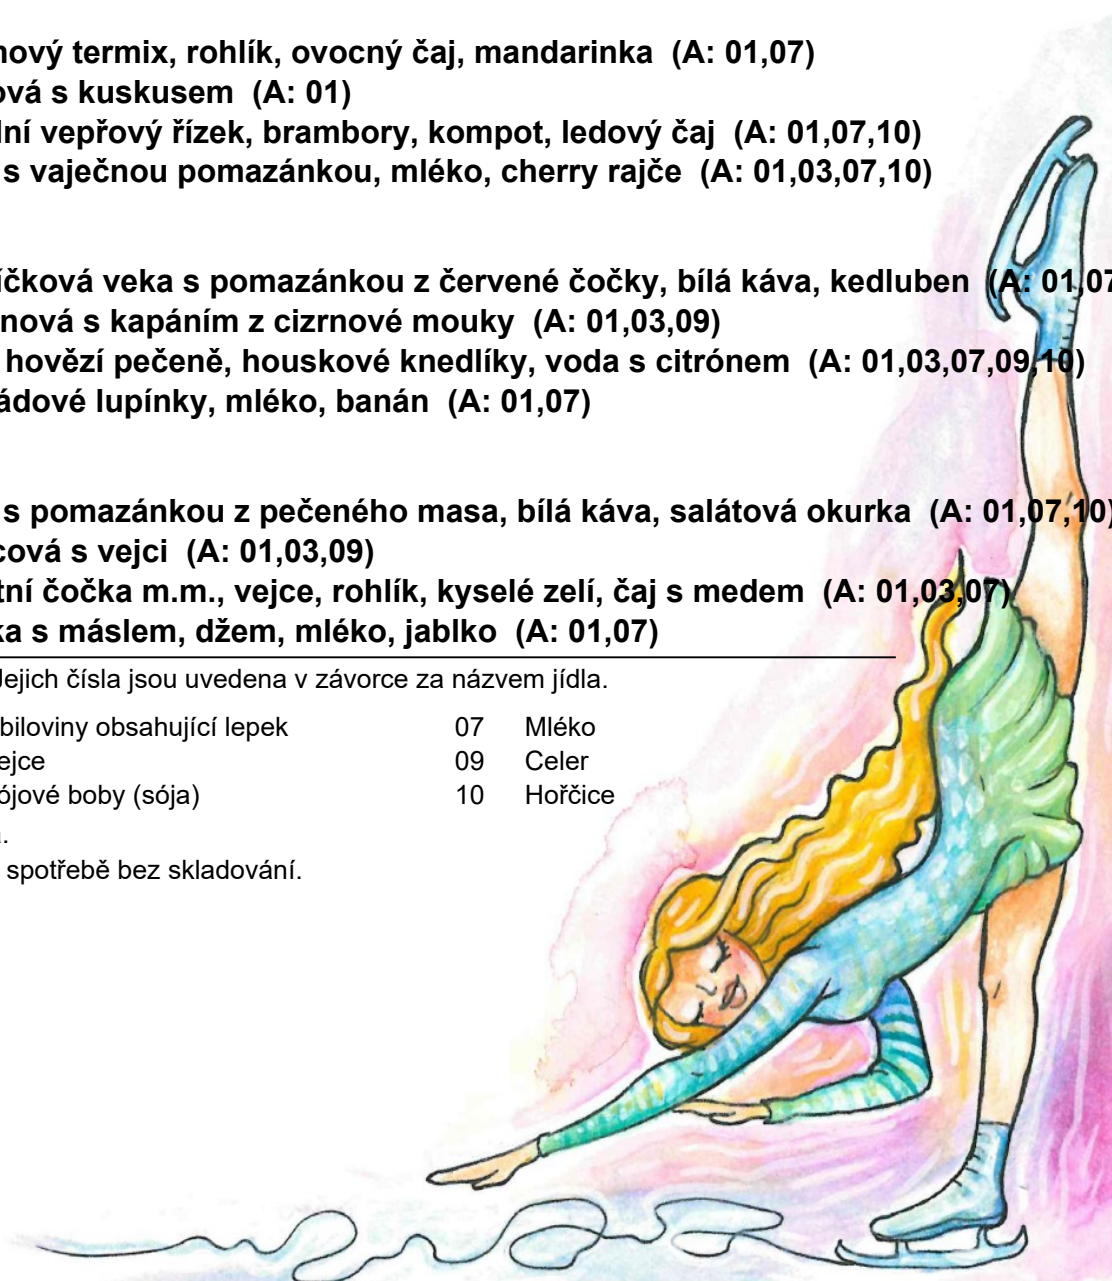 nový termix, rohlík, ovocný čaj, mandarinka (A: 01,07)
ová s kuskusem (A: 01)
lní vepřový řízek, brambory, kompot, ledový čaj (A: 01,07,10)
s vaječnou pomazánkou, mléko, cherry rajče (A: 01,03,07,10)
íčková veka s pomazánkou z červené čočky, bílá káva, kedluben (A: 01,07
nová s kapáním z cizrnové mouky (A: 01,03,09)
hovězí pečeně, houskové knedlíky, voda s citrónem (A: 01,03,07,09,10)
ádové lupínky, mléko, banán (A: 01,07)
s pomazánkou z pečeného masa, bílá káva, salátová okurka (A: 01,07,10)
cová s vejci (A: 01,03,09)
tní čočka m.m., vejce, rohlík, kyselé zelí, čaj s medem (A: 01,03,07)
ka s máslem, džem, mléko, jablko (A: 01,07)
Jejich čísla jsou uvedena v závorce za názvem jídla.
biloviny obsahující lepek 07 Mléko
ejce 09 Celer
ójové boby (sója) 10 Hořčice
spotřebě bez skladování.